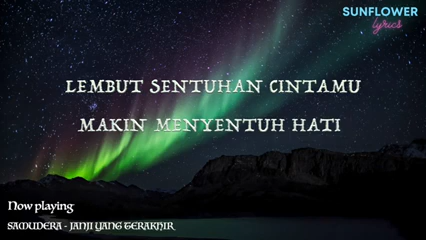 SUNFLOWER
lyrics
LEMBUT SENTUHAN CINTAMU
MAKIN MENYENTUH HATI
Now playing
SAMUDERA - JANJI YANG TERAKHIR